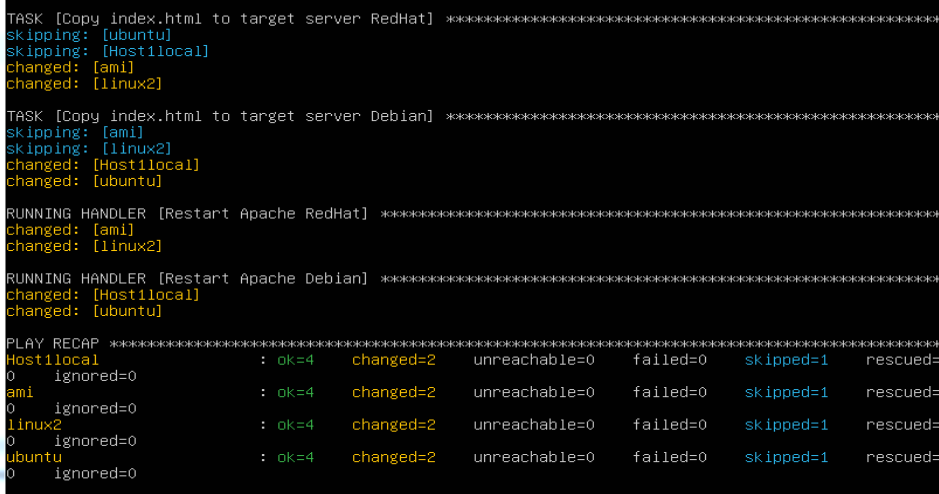 TASK [Copy index.html to target server RedHat] *************************************************
skipping: [ubuntu]
skipping: [Host1local]
changed: [ami]
changed: [linux2]
TASK [Copy index.html to target server Debian] *************************************************
skipping: [ami]
skipping: [linux2]
changed: [Host1local]
changed: [ubuntu]
RUNNING HANDLER [Restart Apache RedHat] *************************************************
changed: [ami]
changed: [linux2]
RUNNING HANDLER [Restart Apache Debian] *************************************************
changed: [Host1local]
changed: [ubuntu]
PLAY RECAP *************************************************
Host1local : ok=4 changed=2 unreachable=0 failed=0 skipped=1 rescued=
0 ignored=0
ami : ok=4 changed=2 unreachable=0 failed=0 skipped=1 rescued=
0 ignored=0
linux2 : ok=4 changed=2 unreachable=0 failed=0 skipped=1 rescued=
0 ignored=0
ubuntu : ok=4 changed=2 unreachable=0 failed=0 skipped=1 rescued=
0 ignored=0